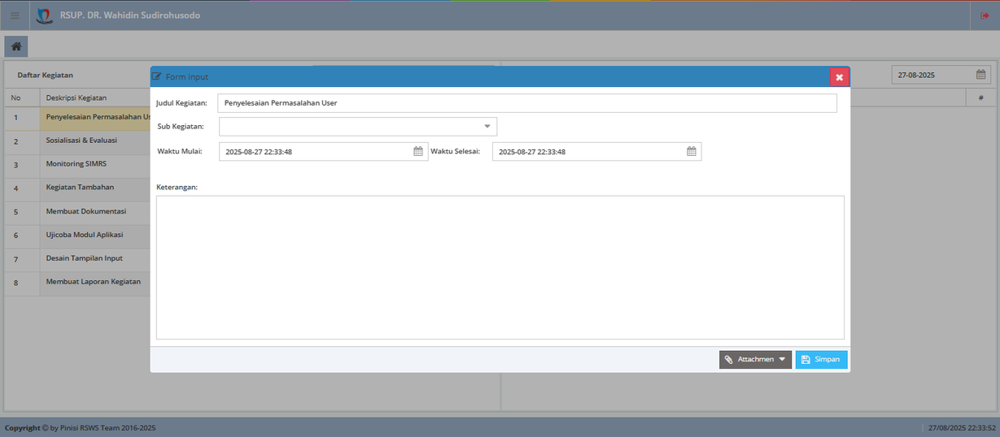 RSUP. DR. Wahidin Sudirohusodo
Daftar Kegiatan
27-08-2025
No Deskripsi Kegiatan #
1 Penyelesaian Permasalahan Us
2 Sosialisasi & Evaluasi
3 Monitoring SIMRS
4 Kegiatan Tambahan
5 Membuat Dokumentasi
6 Ujicoba Modul Aplikasi
7 Desain Tampilan Input
8 Membuat Laporan Kegiatan
Form input
Judul Kegiatan: Penyelesaian Permasalahan User
Sub Kegiatan:
Waktu Mulai: 2025-08-27 22:33:48 Waktu Selesai: 2025-08-27 22:33:48
Keterangan:
Attachmen Simpan
Copyright © by Pinisi RSWS Team 2016-2025 27/08/2025 22:33:52